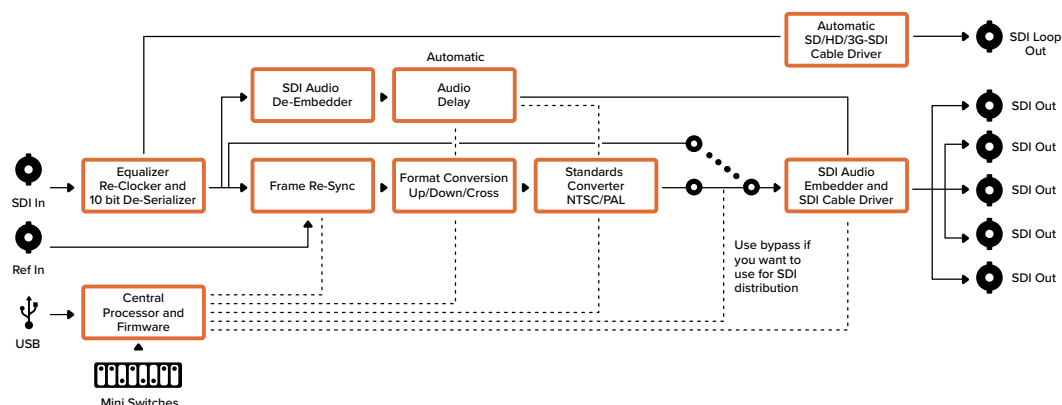 Automatic
SD/HD/3G-SDI
Cable Driver
SDI Loop
Out
Automatic
SDI Audio
De-Embedder
Audio
Delay
SDI Out
SDI Out
SDI Out
SDI Out
SDI Out
SDI In
Equalizer
Re-Clocker and
10 bit De-Serializer
Frame Re-Sync
Format Conversion
Up/Down/Cross
Standards
Converter
NTSC/PAL
SDI Audio
Embedder and
SDI Cable Driver
Ref In
Use bypass if
you want to
use for SDI
distribution
USB
Central
Processor and
Firmware
Mini Switches